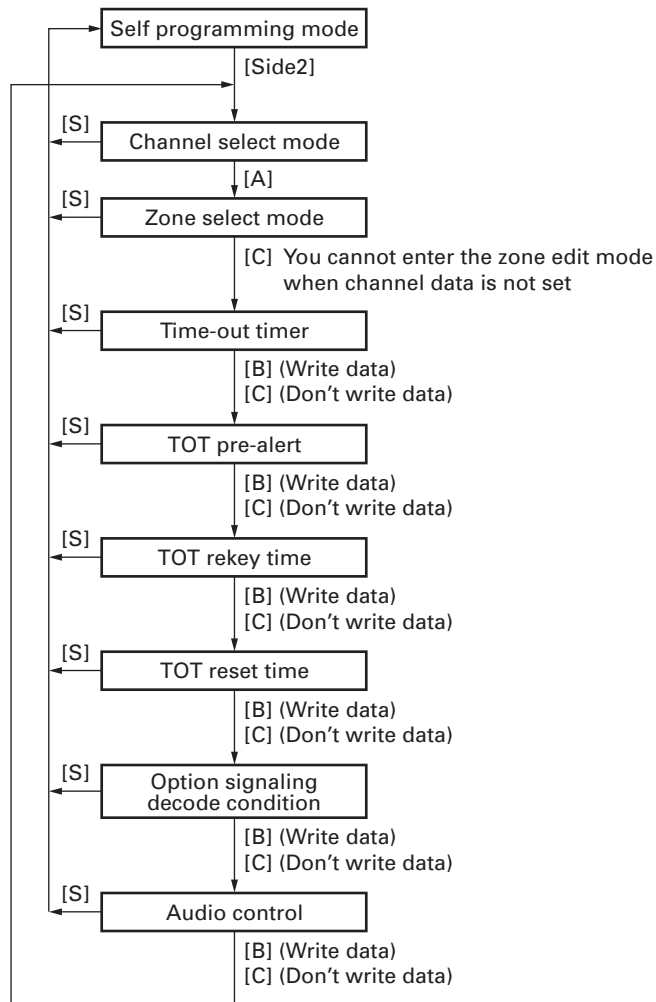 Self programming mode
[Side2]
[S]
Channel select mode
[A]
[S]
Zone select mode
[C] You cannot enter the zone edit mode
when channel data is not set
[S]
Time-out timer
[B] (Write data)
[C] (Don't write data)
[S]
TOT pre-alert
[B] (Write data)
[C] (Don't write data)
[S]
TOT rekey time
[B] (Write data)
[C] (Don't write data)
[S]
TOT reset time
[B] (Write data)
[C] (Don't write data)
[S]
Option signaling
decode condition
[B] (Write data)
[C] (Don't write data)
[S]
Audio control
[B] (Write data)
[C] (Don't write data)